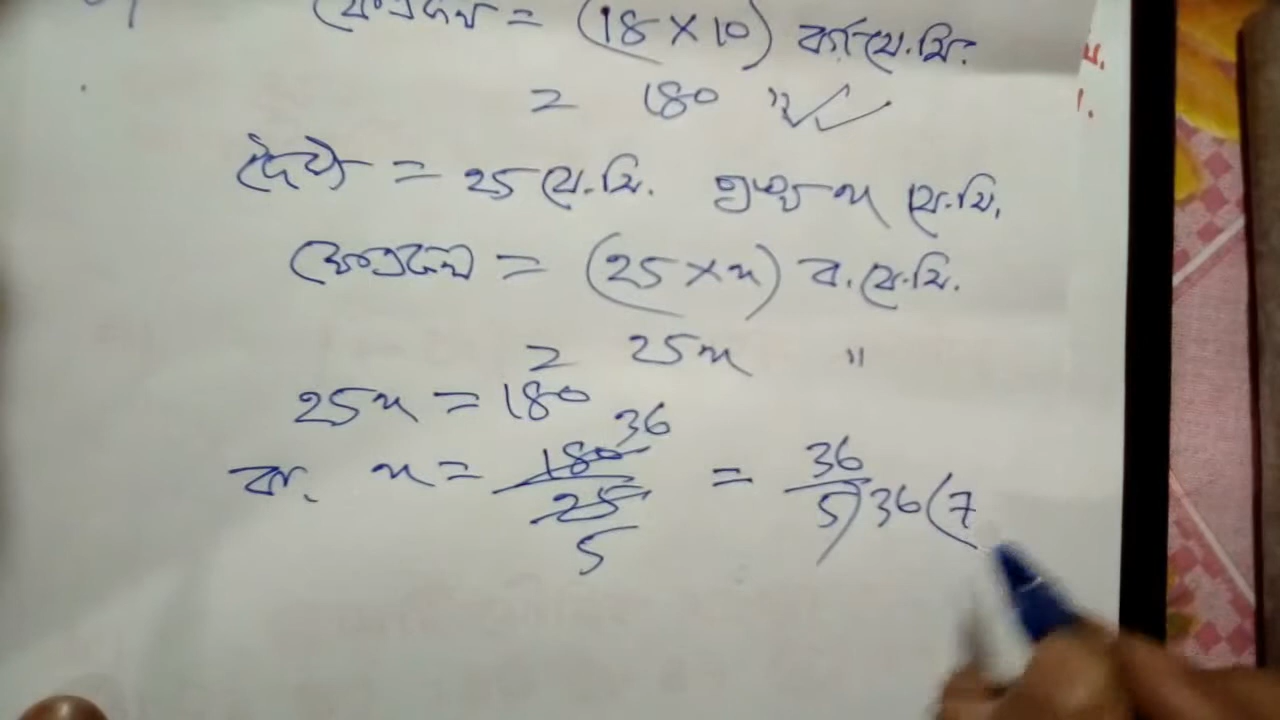 ক্ষেত্রফল = (18 × 10) বর্গ সে.মি.
= 180 "
দৈর্ঘ্য = 25 সে.মি. প্রস্থ = x সে.মি.
ক্ষেত্রফল = (25 × x) ব. সে.মি.
= 25x "
25x = 180
বা, x = 180 36 / 25 5 = 36/5 5)36(7